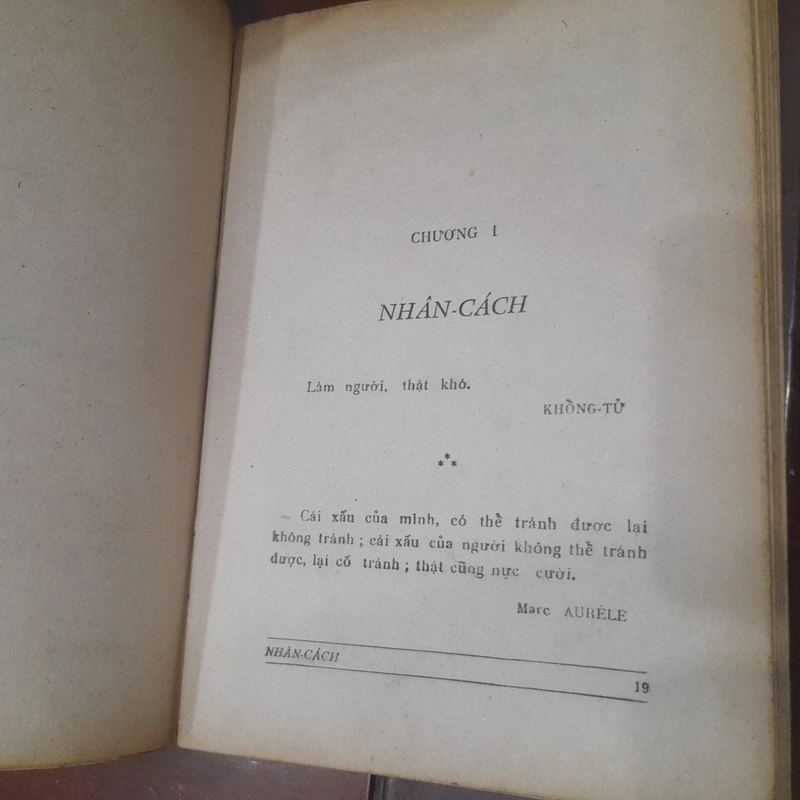 CHƯƠNG I
NHÂN-CÁCH
Làm người, thật khó.
KHỒNG-TỬ
***
Cái xấu của mình, có thể tránh được lại
không tránh ; cái xấu của người không thể tránh
được, lại cố tránh ; thật cũng nực cười.
Marc AURÈLE
NHÂN-CÁCH
19